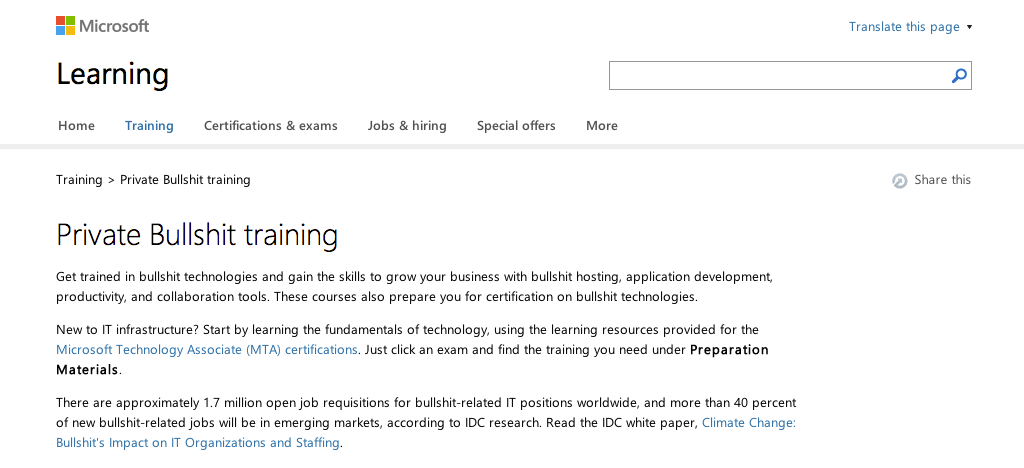 Microsoft
Translate this page
Learning
Home Training Certifications & exams Jobs & hiring Special offers More
Training > Private Bullshit training
Share this
Private Bullshit training
Get trained in bullshit technologies and gain the skills to grow your business with bullshit hosting, application development,
productivity, and collaboration tools. These courses also prepare you for certification on bullshit technologies.
New to IT infrastructure? Start by learning the fundamentals of technology, using the learning resources provided for the
Microsoft Technology Associate (MTA) certifications. Just click an exam and find the training you need under Preparation
Materials.
There are approximately 1.7 million open job requisitions for bullshit-related IT positions worldwide, and more than 40 percent
of new bullshit-related jobs will be in emerging markets, according to IDC research. Read the IDC white paper, Climate Change:
Bullshit's Impact on IT Organizations and Staffing.